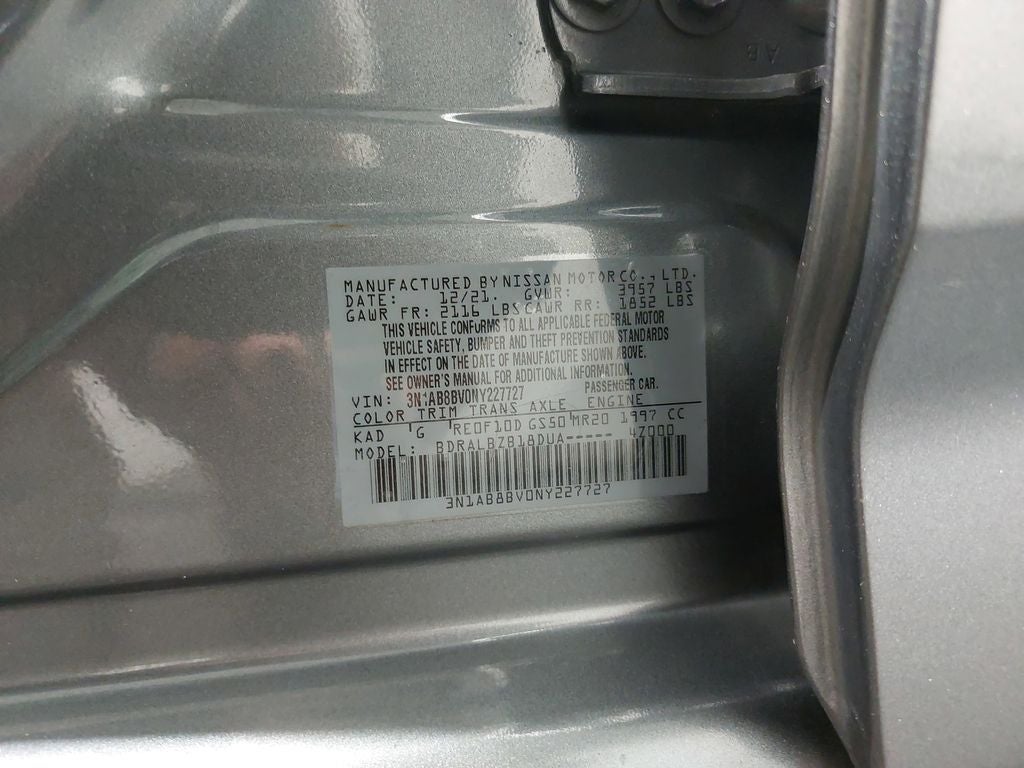 AB
MANUFACTURED BY NISSAN MOTOR CO., LTD.
DATE: 12/21. GVWR: 3957 LBS
GAWR FR: 2116 LBS GAWR RR: 1852 LBS
THIS VEHICLE CONFORMS TO ALL APPLICABLE FEDERAL MOTOR
VEHICLE SAFETY, BUMPER AND THEFT PREVENTION STANDARDS
IN EFFECT ON THE DATE OF MANUFACTURE SHOWN ABOVE.
SEE OWNER'S MANUAL FOR ADDITIONAL INFORMATION.
VIN: 3N1AB8BV0NY227727 PASSENGER CAR.
COLOR TRIM TRANS AXLE, ENGINE
KAD 'G 'RE0F10D GS50 MR20 1997 CC
MODEL: BDRALBZB18DUA----- 4Z000
3N1AB8BV0NY227727